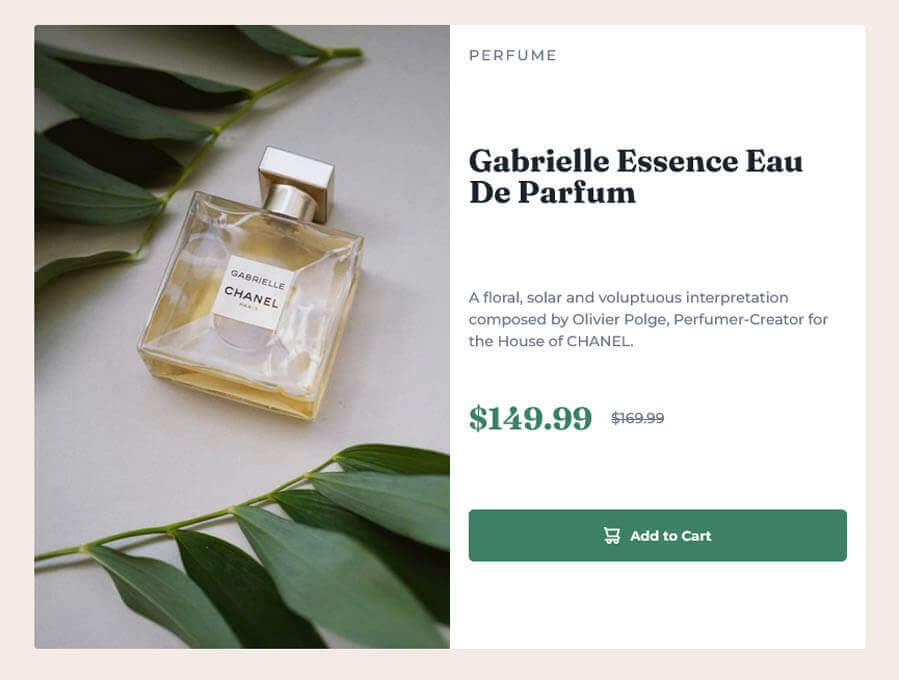 GABRIELLE
CHANEL
PARIS
PERFUME
Gabrielle Essence Eau
De Parfum
A floral, solar and voluptuous interpretation
composed by Olivier Polge, Perfumer-Creator for
the House of CHANEL.
$149.99 $169.99
Add to Cart